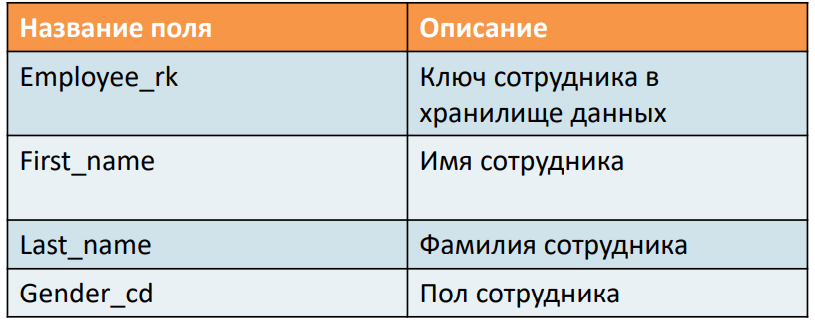 Название поля Описание
Employee_rk Ключ сотрудника в
хранилище данных
First_name Имя сотрудника
Last_name Фамилия сотрудника
Gender_cd Пол сотрудника